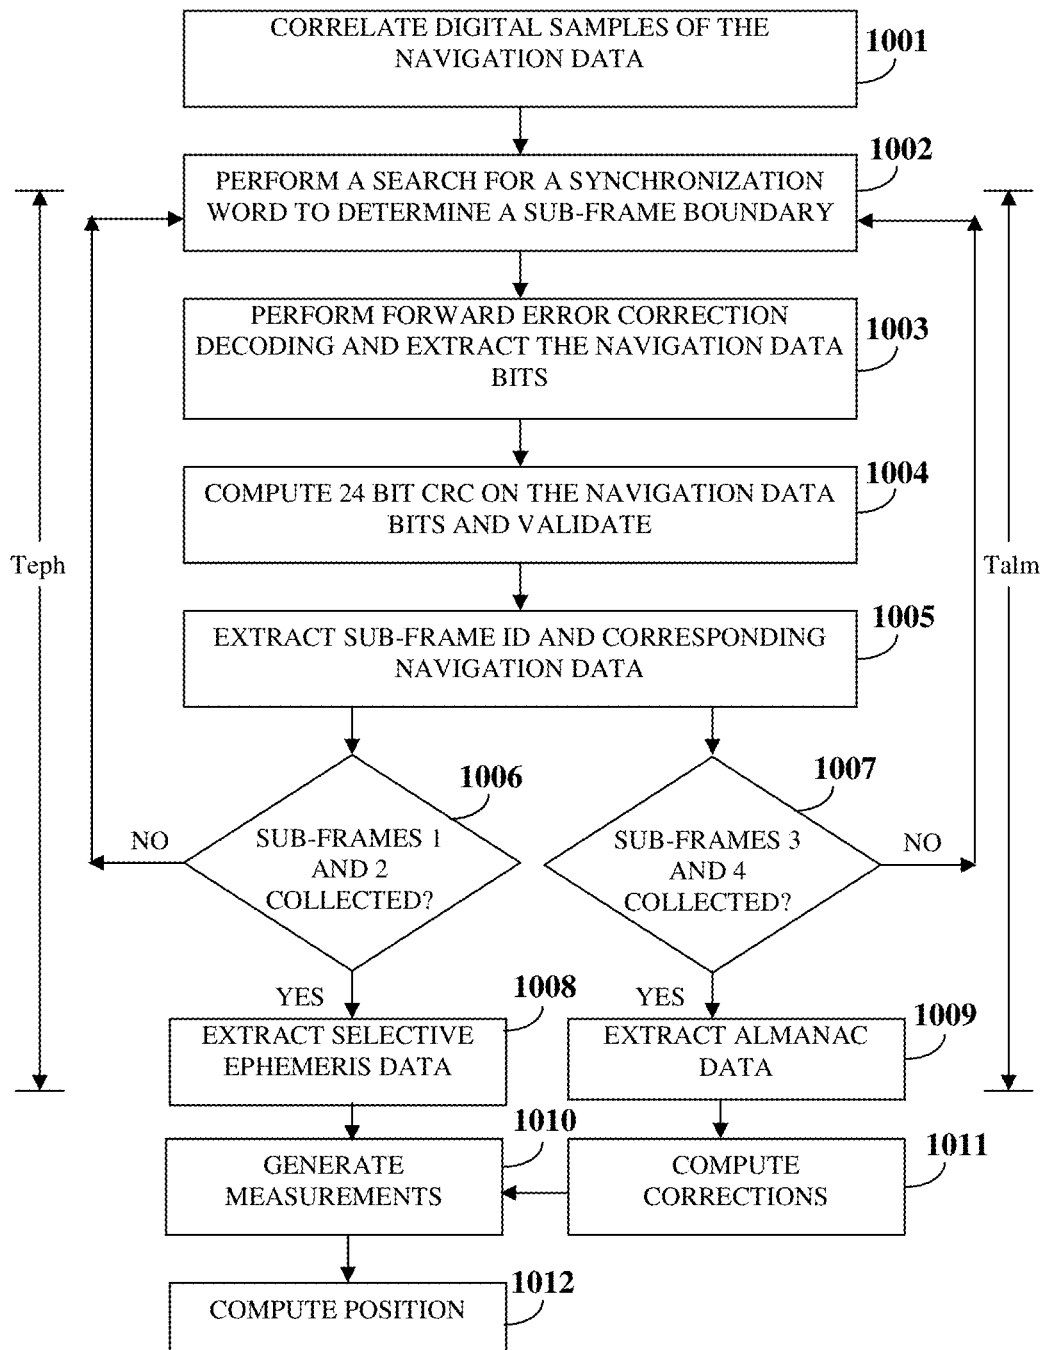 CORRELATE DIGITAL SAMPLES OF THE
NAVIGATION DATA
1001
PERFORM A SEARCH FOR A SYNCHRONIZATION
WORD TO DETERMINE A SUB-FRAME BOUNDARY
1002
PERFORM FORWARD ERROR CORRECTION
DECODING AND EXTRACT THE NAVIGATION DATA
BITS
1003
COMPUTE 24 BIT CRC ON THE NAVIGATION DATA
BITS AND VALIDATE
1004
Teph
Talm
EXTRACT SUB-FRAME ID AND CORRESPONDING
NAVIGATION DATA
1005
SUB-FRAMES 1
AND 2
COLLECTED?
1006
NO
SUB-FRAMES 3
AND 4
COLLECTED?
1007
NO
YES
YES
EXTRACT SELECTIVE
EPHEMERIS DATA
1008
EXTRACT ALMANAC
DATA
1009
GENERATE
MEASUREMENTS
1010
COMPUTE
CORRECTIONS
1011
COMPUTE POSITION
1012